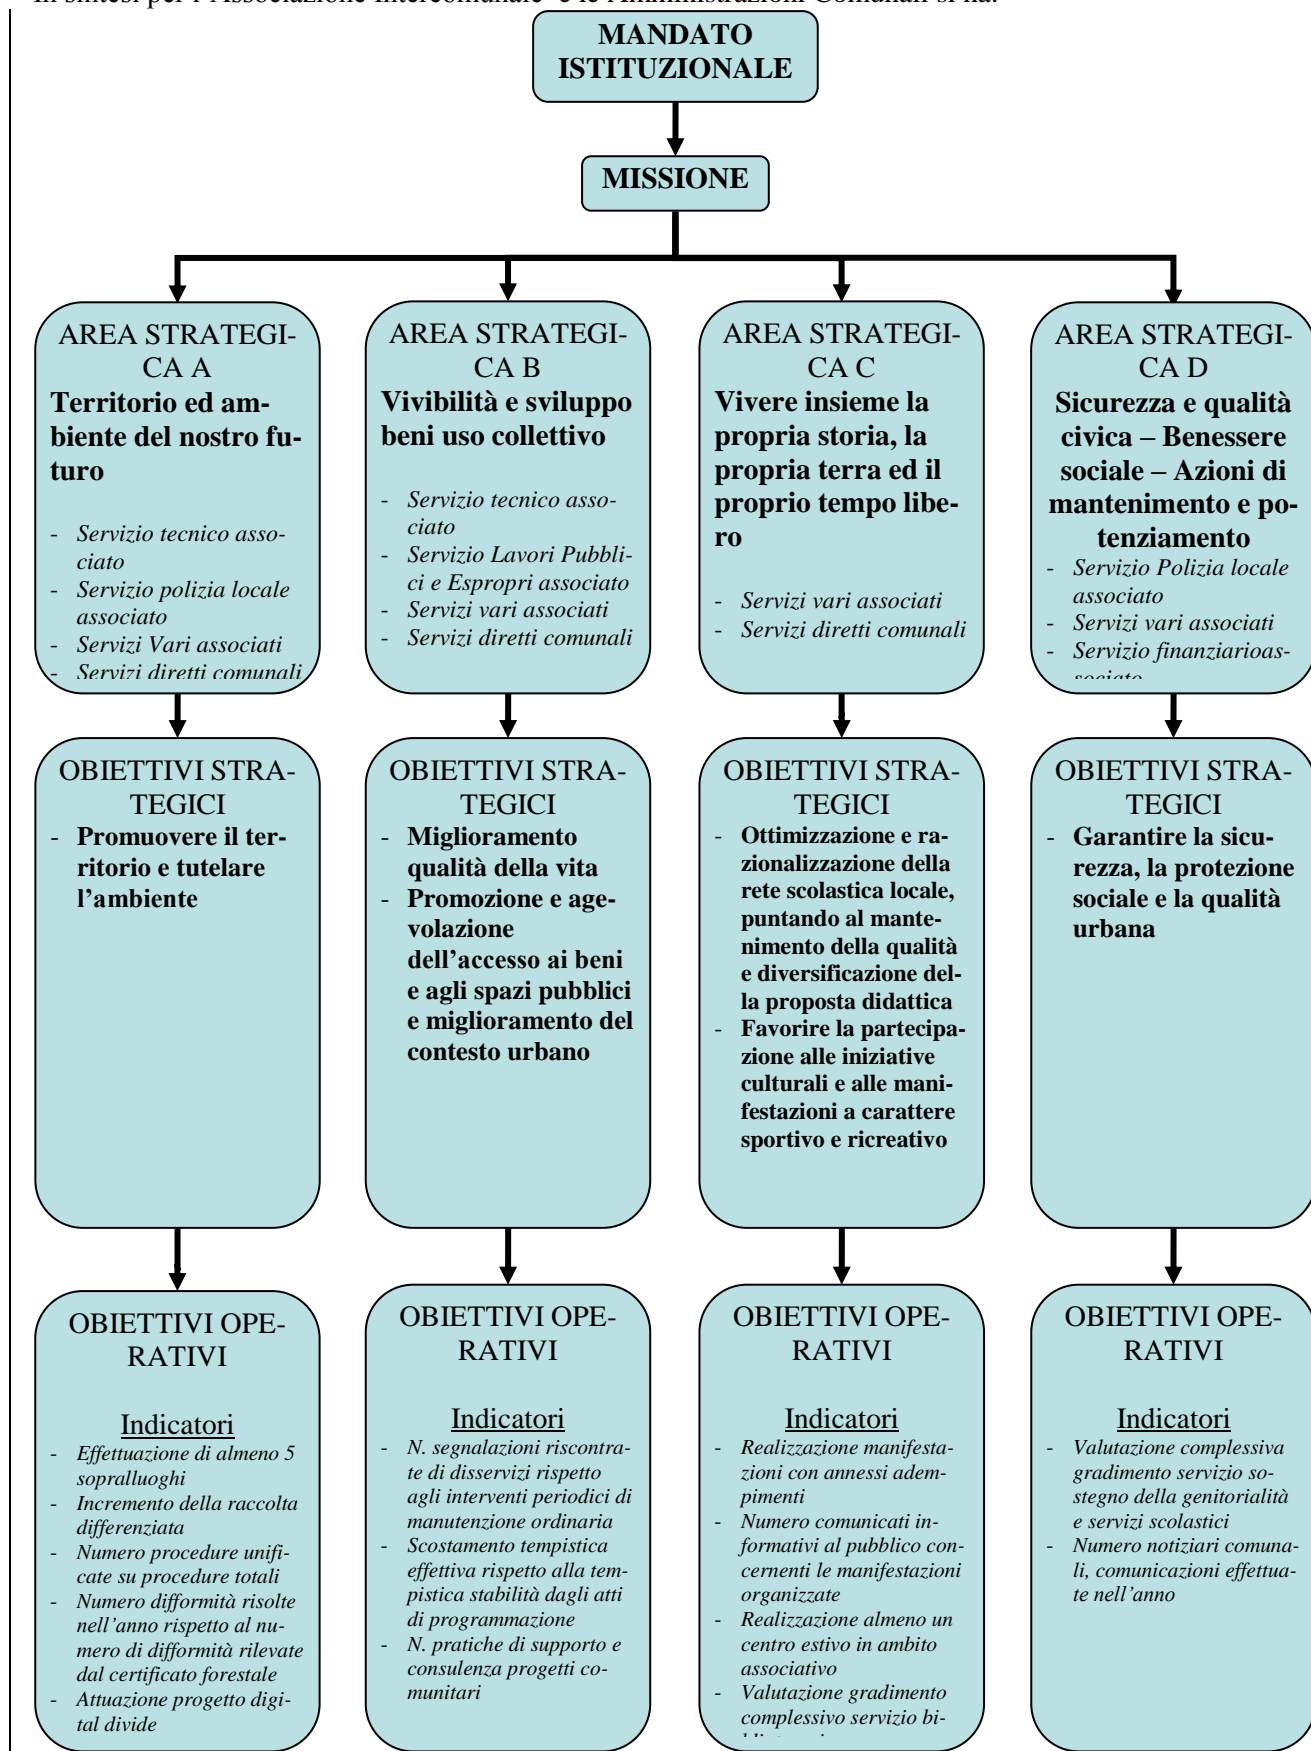 In sintesi per l'Associazione Intercomunale e le Amministrazioni Comunali si ha:
MANDATO
ISTITUZIONALE
MISSIONE
AREA STRATEGI-
CA A
Territorio ed am-
biente del nostro fu-
turo
- Servizio tecnico asso-
ciato
- Servizio polizia locale
associato
- Servizi Vari associati
- Servizi diretti comunali
AREA STRATEGI-
CA B
Vivibilità e sviluppo
beni uso collettivo
- Servizio tecnico asso-
ciato
- Servizio Lavori Pubbli-
ci e Espropri associato
- Servizi vari associati
- Servizi diretti comunali
AREA STRATEGI-
CA C
Vivere insieme la
propria storia, la
propria terra ed il
proprio tempo libe-
ro
- Servizi vari associati
- Servizi diretti comunali
AREA STRATEGI-
CA D
Sicurezza e qualità
civica – Benessere
sociale – Azioni di
mantenimento e po-
tenziamento
- Servizio Polizia locale
associato
- Servizi vari associati
- Servizio finanziarioas-
sociato
OBIETTIVI STRA-
TEGICI
- Promuovere il ter-
ritorio e tutelare
l'ambiente
OBIETTIVI STRA-
TEGICI
- Miglioramento
qualità della vita
- Promozione e age-
volazione
dell'accesso ai beni
e agli spazi pubblici
e miglioramento del
contesto urbano
OBIETTIVI STRA-
TEGICI
- Ottimizzazione e ra-
zionalizzazione della
rete scolastica locale,
puntando al mante-
nimento della qualità
e diversificazione del-
la proposta didattica
- Favorire la partecipa-
zione alle iniziative
culturali e alle mani-
festazioni a carattere
sportivo e ricreativo
OBIETTIVI STRA-
TEGICI
- Garantire la sicu-
rezza, la protezione
sociale e la qualità
urbana
OBIETTIVI OPE-
RATIVI
Indicatori
- Effettuazione di almeno 5
sopralluoghi
- Incremento della raccolta
differenziata
- Numero procedure unifi-
cate su procedure totali
- Numero difformità risolte
nell'anno rispetto al nu-
mero di difformità rilevate
dal certificato forestale
- Attuazione progetto digi-
tal divide
OBIETTIVI OPE-
RATIVI
Indicatori
- N. segnalazioni riscontra-
te di disservizi rispetto
agli interventi periodici di
manutenzione ordinaria
- Scostamento tempistica
effettiva rispetto alla tem-
pistica stabilità dagli atti
di programmazione
- N. pratiche di supporto e
consulenza progetti co-
munitari
OBIETTIVI OPE-
RATIVI
Indicatori
- Realizzazione manifesta-
zioni con annessi adem-
pimenti
- Numero comunicati in-
formativi al pubblico con-
cernenti le manifestazioni
organizzate
- Realizzazione almeno un
centro estivo in ambito
associativo
- Valutazione gradimento
complessivo servizio bi-
OBIETTIVI OPE-
RATIVI
Indicatori
- Valutazione complessiva
gradimento servizio so-
stegno della genitorialità
e servizi scolastici
- Numero notiziari comuna-
li, comunicazioni effettua-
te nell'anno